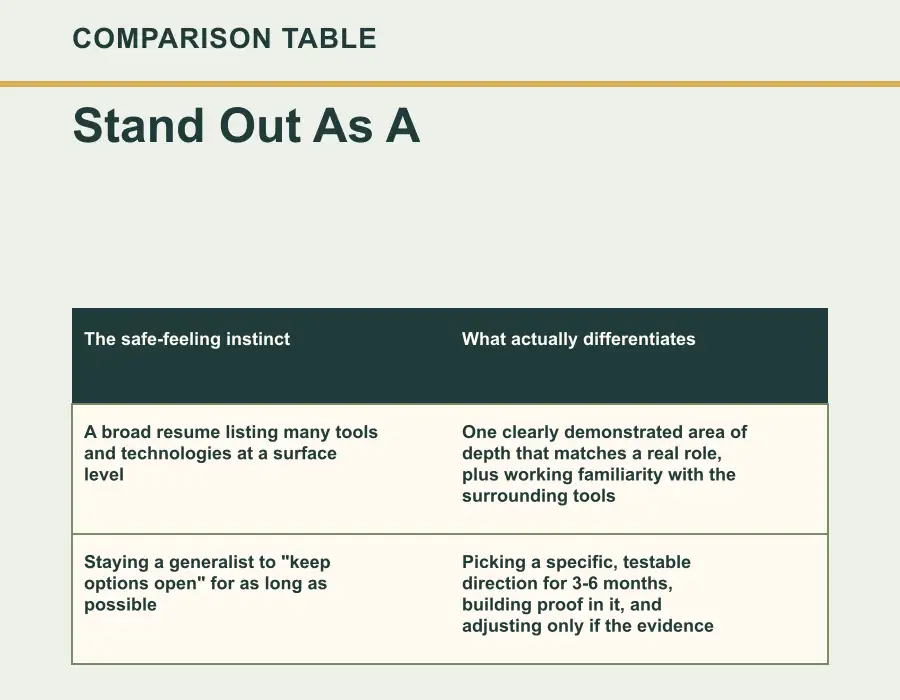 COMPARISON TABLE
Stand Out As A
The safe-feeling instinct
What actually differentiates
A broad resume listing many tools
and technologies at a surface
level
One clearly demonstrated area of
depth that matches a real role,
plus working familiarity with the
surrounding tools
Staying a generalist to "keep
options open" for as long as
possible
Picking a specific, testable
direction for 3-6 months,
building proof in it, and
adjusting only if the evidence